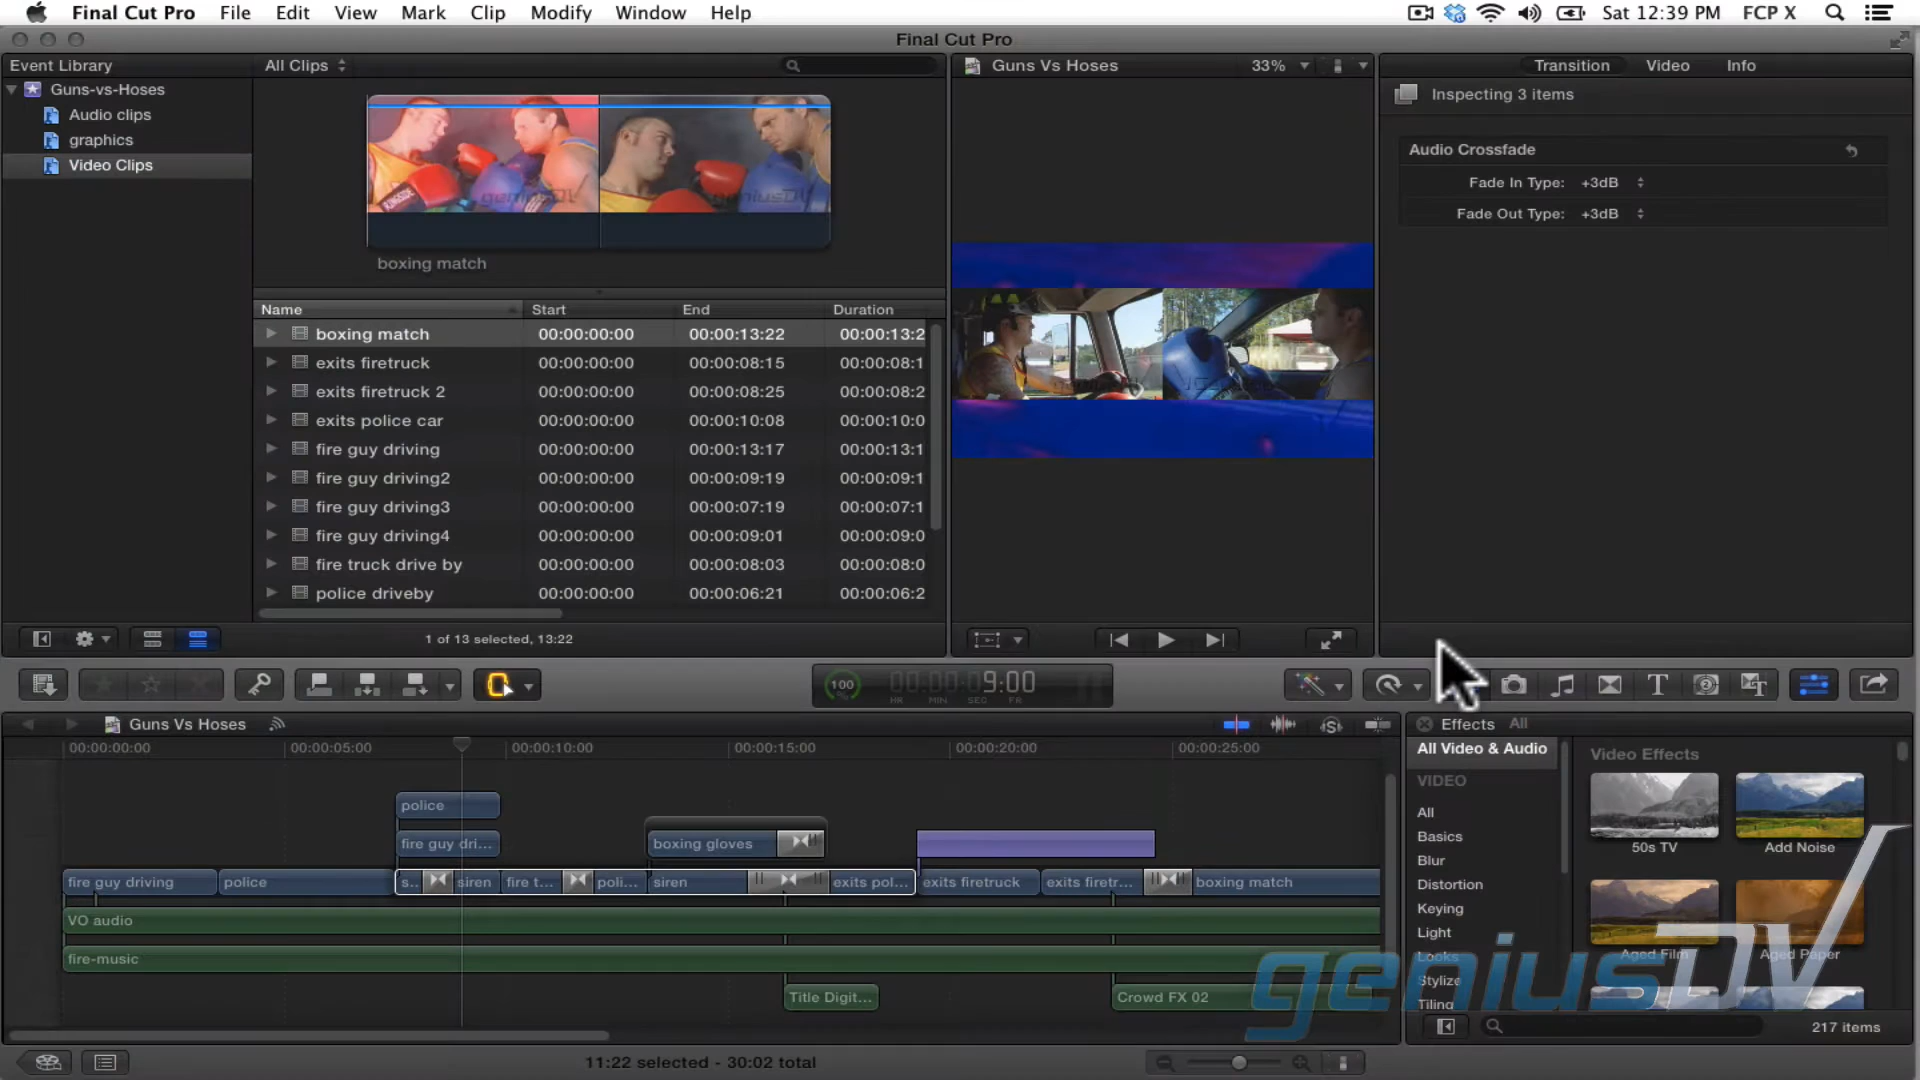 Final Cut Pro File Edit View Mark Clip Modify Window Help Sat 12:39 PM FCP X
Final Cut Pro
Event Library
All Clips
Guns Vs Hoses
33%
Transition Video Info
Inspecting 3 items
Guns-vs-Hoses
Audio clips
graphics
Video Clips
geniusDV
boxing match
Audio Crossfade
Fade In Type: +3dB
Fade Out Type: +3dB
Name Start End Duration
boxing match 00:00:00:00 00:00:13:22 00:00:13:2
exits firetruck 00:00:00:00 00:00:08:15 00:00:08:1
exits firetruck 2 00:00:00:00 00:00:08:25 00:00:08:2
exits police car 00:00:00:00 00:00:10:08 00:00:10:0
fire guy driving 00:00:00:00 00:00:13:17 00:00:13:1
fire guy driving2 00:00:00:00 00:00:09:19 00:00:09:1
fire guy driving3 00:00:00:00 00:00:07:19 00:00:07:1
fire guy driving4 00:00:00:00 00:00:09:01 00:00:09:0
fire truck drive by 00:00:00:00 00:00:08:03 00:00:08:0
police driveby 00:00:00:00 00:00:06:21 00:00:06:2
1 of 13 selected, 13:22
100 00:00:09:00
HR MIN SEC FR
Guns Vs Hoses
00:00:00:00 00:00:05:00 00:00:10:00 00:00:15:00 00:00:20:00 00:00:25:00
police
fire guy dri... boxing gloves
fire guy driving police s.. siren fire t... poli... siren exits pol... exits firetruck exits firetr... boxing match
VO audio
fire-music
Title Digit... Crowd FX 02
11:22 selected - 30:02 total
Effects All
All Video & Audio
VIDEO
All
Basics
Blur
Distortion
Keying
Light
Looks
Stylize
Tiling
Video Effects
50s TV Add Noise
Aged Film Aged Paper
217 items
geniusDV